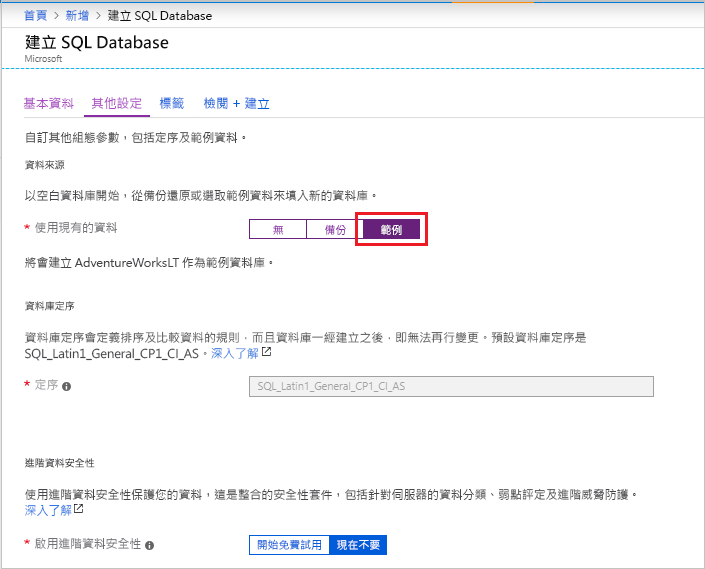 首頁 > 新增 > 建立 SQL Database
建立 SQL Database
Microsoft
基本資料 其他設定 標籤 檢閱 + 建立
自訂其他組態參數，包括定序及範例資料。
資料來源
以空白資料庫開始，從備份還原或選取範例資料來填入新的資料庫。
* 使用現有的資料 無 備份 範例
將會建立 AdventureWorksLT 作為範例資料庫。
資料庫定序
資料庫定序會定義排序及比較資料的規則，而且資料庫一經建立之後，即無法再行變更。預設資料庫定序是
SQL_Latin1_General_CP1_CI_AS。深入了解
* 定序 SQL_Latin1_General_CP1_CI_AS
進階資料安全性
使用進階資料安全性保護您的資料，這是整合的安全性套件，包括針對伺服器的資料分類、弱點評定及進階威脅防護。
深入了解
* 啟用進階資料安全性 開始免費試用 現在不要